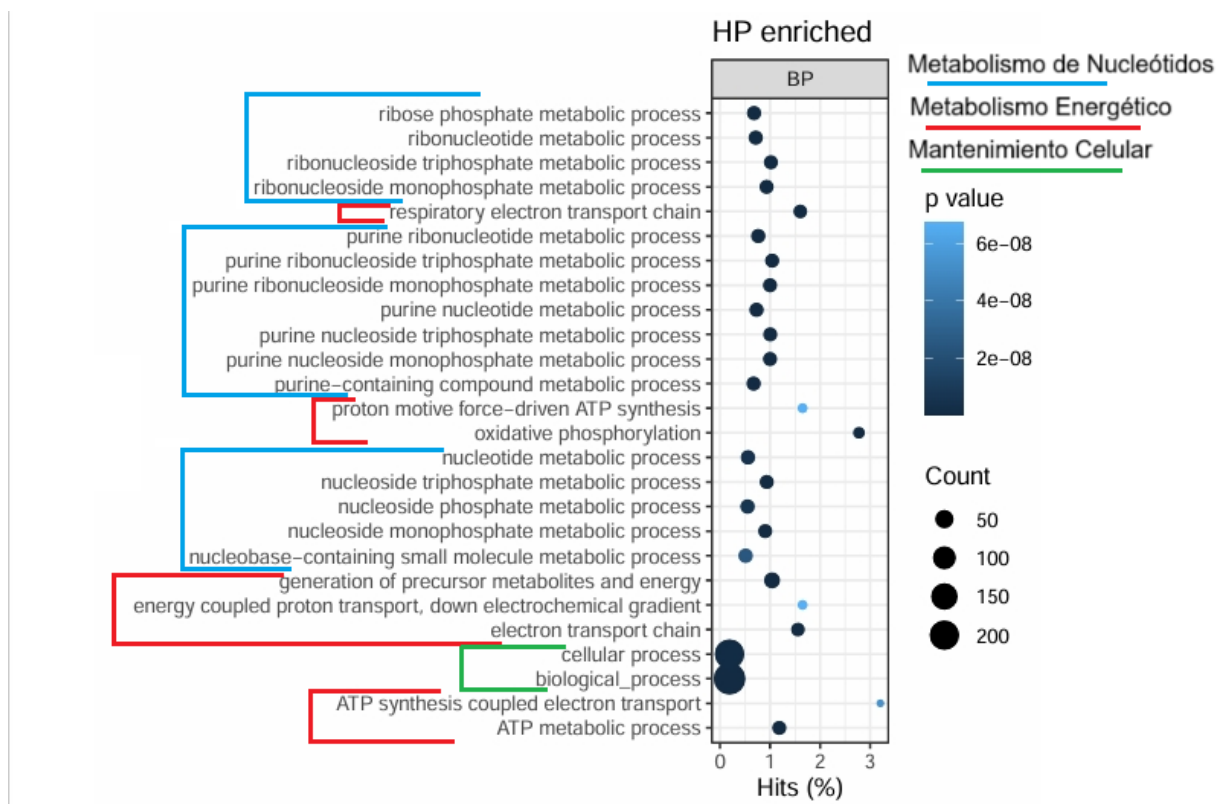 HP enriched
BP
Metabolismo de Nucleótidos
Metabolismo Energético
Mantenimiento Celular
ribose phosphate metabolic process
ribonucleotide metabolic process
ribonucleoside triphosphate metabolic process
ribonucleoside monophosphate metabolic process
respiratory electron transport chain
purine ribonucleotide metabolic process
purine ribonucleoside triphosphate metabolic process
purine ribonucleoside monophosphate metabolic process
purine nucleotide metabolic process
purine nucleoside triphosphate metabolic process
purine nucleoside monophosphate metabolic process
purine−containing compound metabolic process
proton motive force−driven ATP synthesis
oxidative phosphorylation
nucleotide metabolic process
nucleoside triphosphate metabolic process
nucleoside phosphate metabolic process
nucleoside monophosphate metabolic process
nucleobase−containing small molecule metabolic process
generation of precursor metabolites and energy
energy coupled proton transport, down electrochemical gradient
electron transport chain
cellular process
biological_process
ATP synthesis coupled electron transport
ATP metabolic process
0 1 2 3
Hits (%)
p value
6e−08
4e−08
2e−08
Count
50
100
150
200